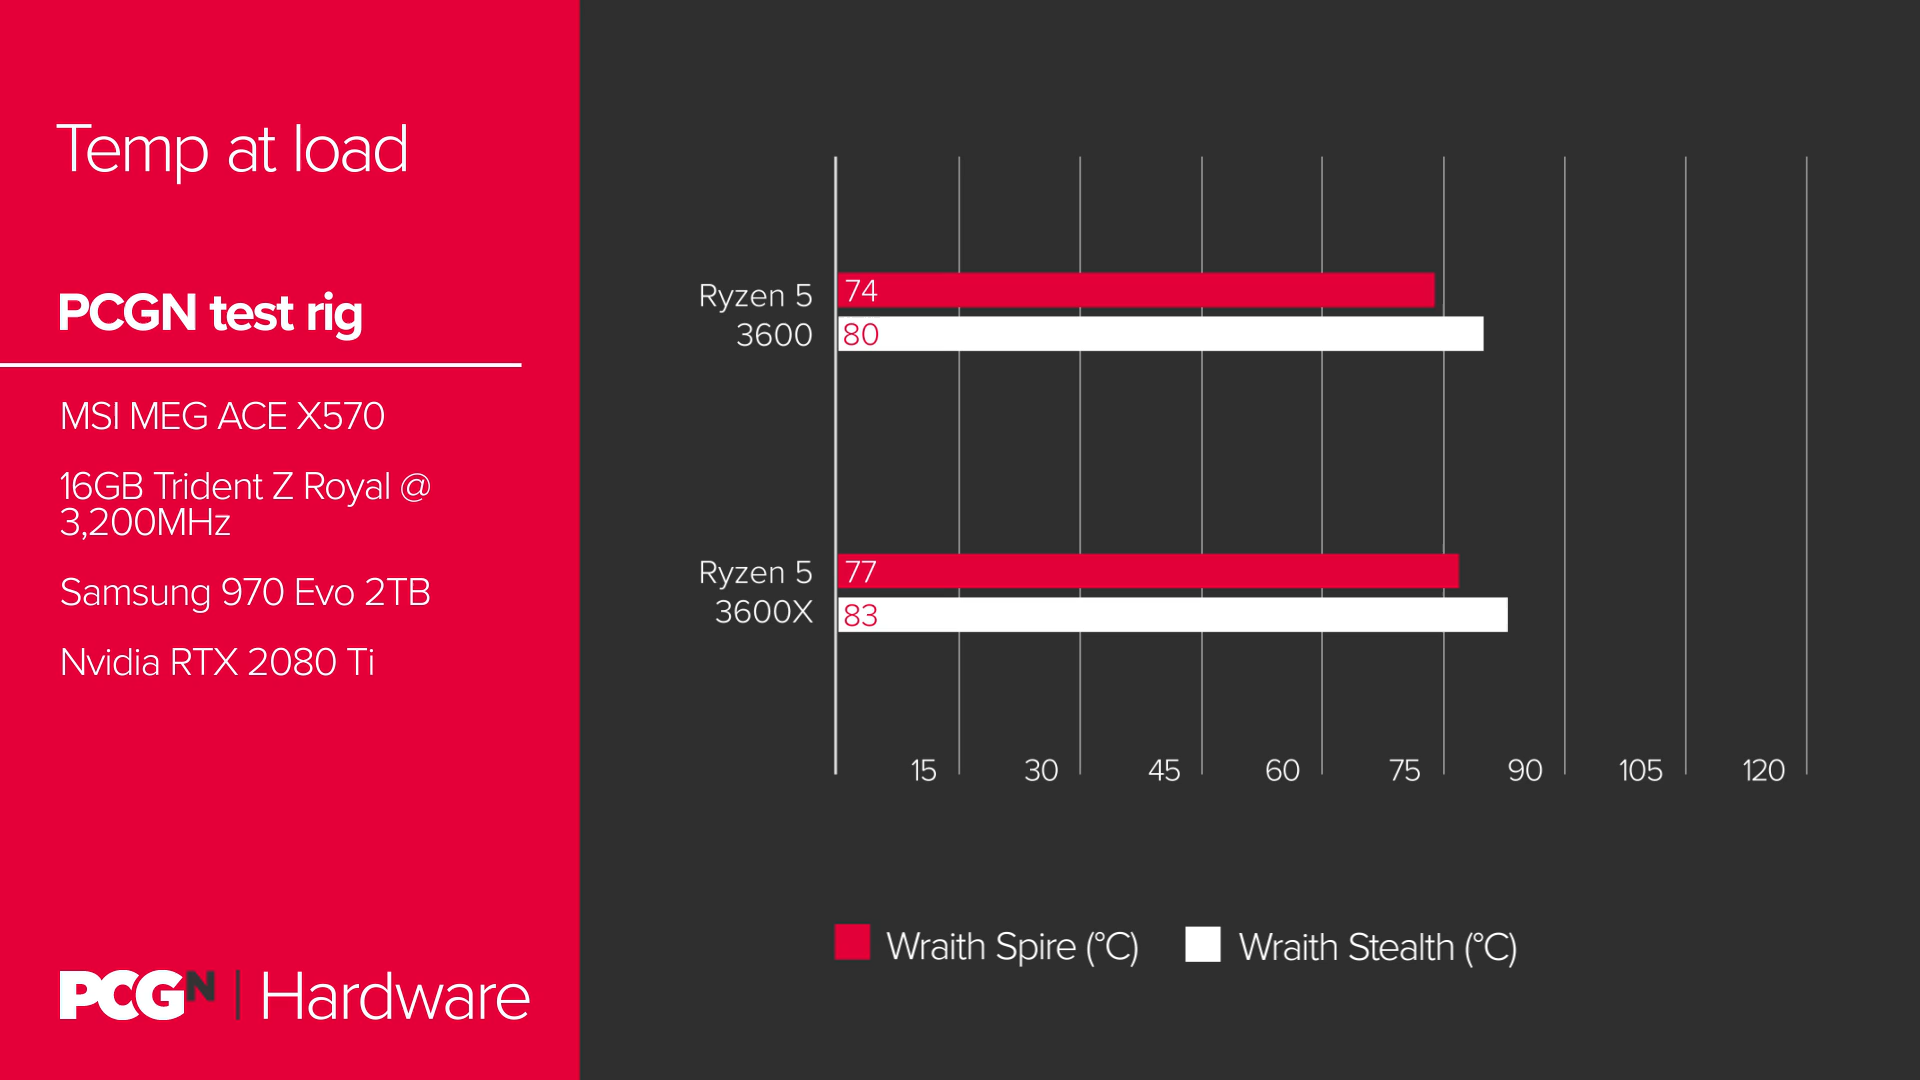 Temp at load
PCGN test rig
MSI MEG ACE X570
16GB Trident Z Royal @
3,200MHz
Samsung 970 Evo 2TB
Nvidia RTX 2080 Ti
PCGN | Hardware
Ryzen 5
3600
74
80
Ryzen 5
3600X
77
83
15 30 45 60 75 90 105 120
Wraith Spire (°C) Wraith Stealth (°C)